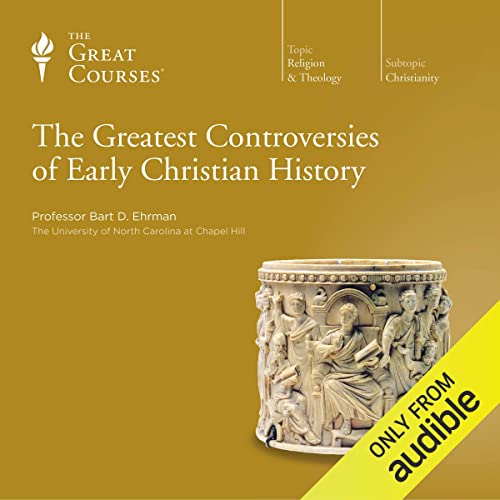 THE
GREAT
COURSES®
Topic
Religion
& Theology
Subtopic
Christianity
The Greatest Controversies
of Early Christian History
Professor Bart D. Ehrman
The University of North Carolina at Chapel Hill
ONLY FROM
audible